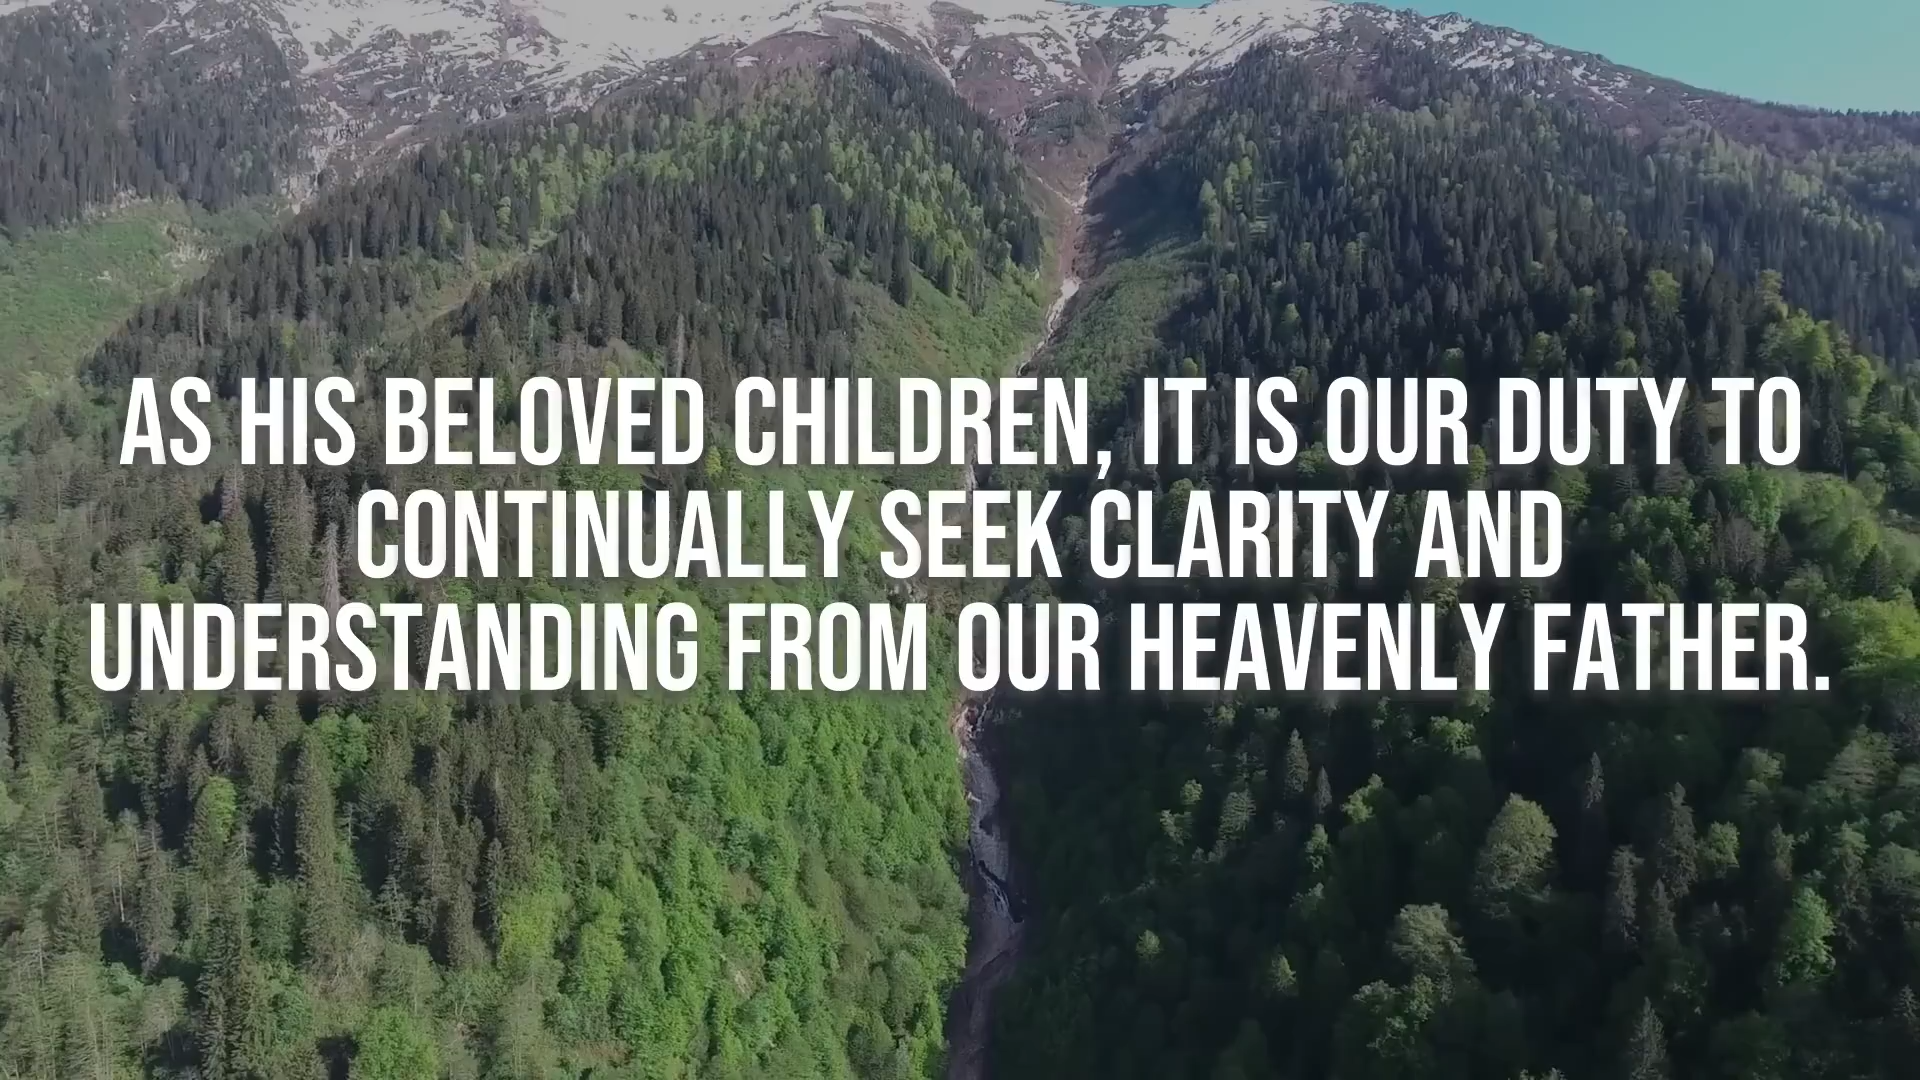 AS HIS BELOVED CHILDREN, IT IS OUR DUTY TO
CONTINUALLY SEEK CLARITY AND
UNDERSTANDING FROM OUR HEAVENLY FATHER.